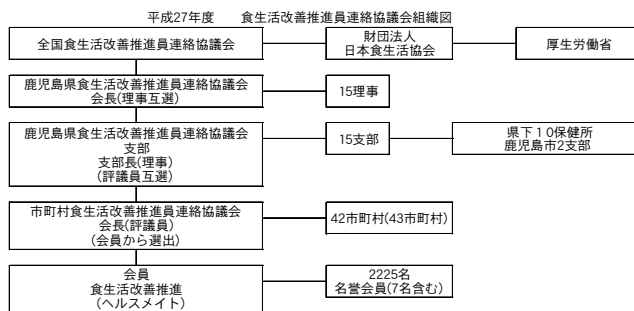 平成27年度 食生活改善推進員連絡協議会組織図
全国食生活改善推進員連絡協議会
財団法人
日本食生活協会
厚生労働省
鹿児島県食生活改善推進員連絡協議会
会長(理事互選)
15理事
鹿児島県食生活改善推進員連絡協議会
支部
支部長(理事)
(評議員互選)
15支部
県下10保健所
鹿児島市2支部
市町村食生活改善推進員連絡協議会
会長(評議員)
(会員から選出)
42市町村(43市町村)
会員
食生活改善推進
(ヘルスメイト)
2225名
名誉会員(7名含む)